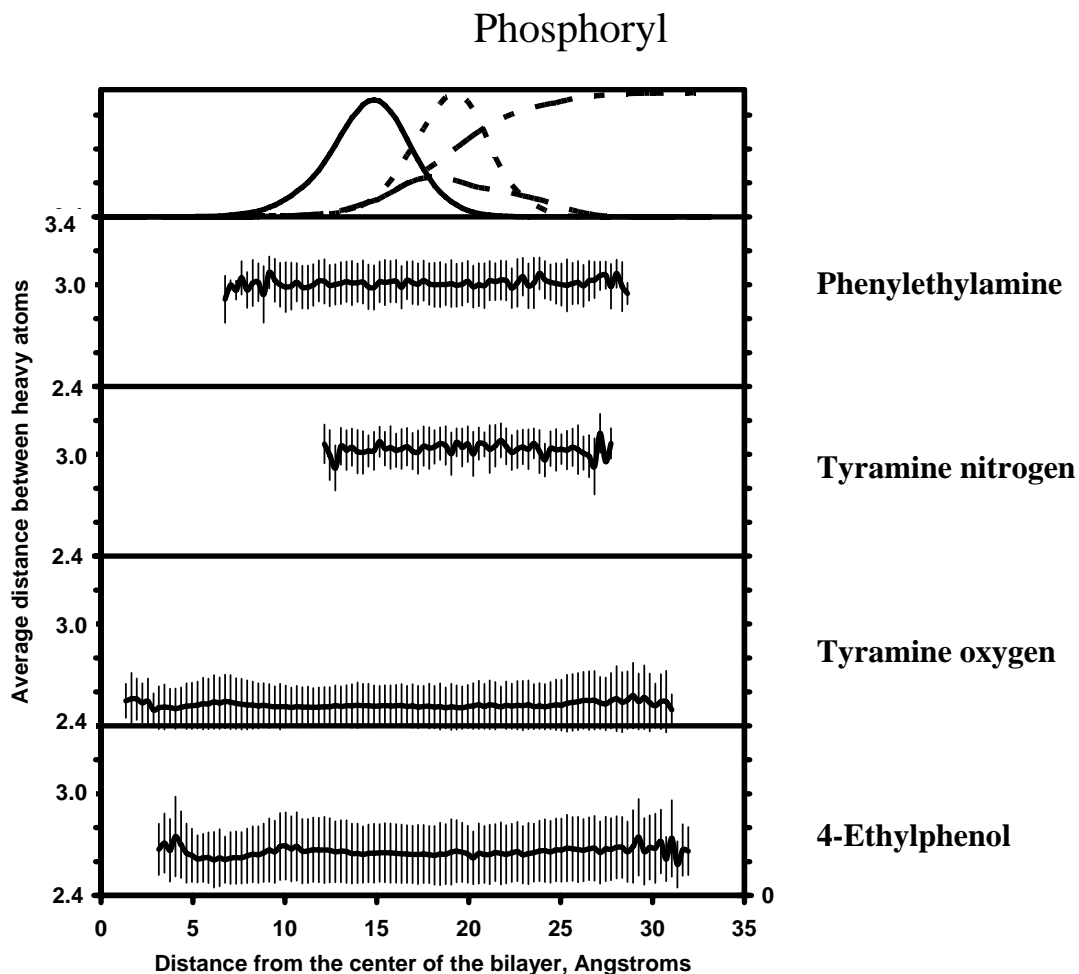 Phosphoryl
3.4
3.0
Phenylethylamine
2.4
3.0
Tyramine nitrogen
2.4
3.0
Tyramine oxygen
2.4
3.0
4-Ethylphenol
2.4
0
0 5 10 15 20 25 30 35
Distance from the center of the bilayer, Angstroms
Average distance between heavy atoms